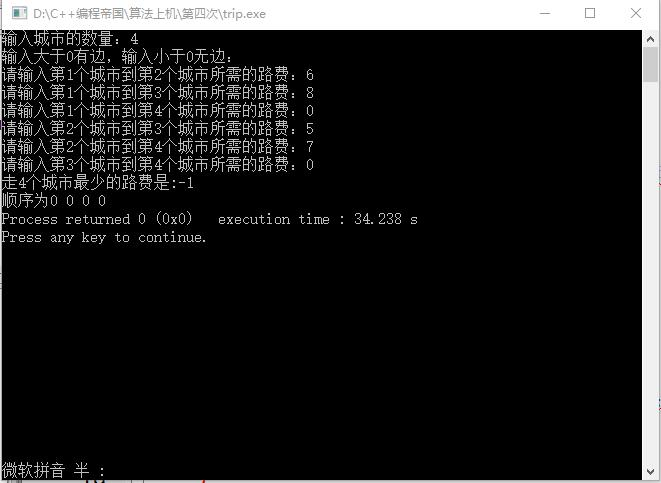 D:\C++编程帝国\算法上机\第四次\trip.exe
输入城市的数量：4
输入大于0有边，输入小于0无边：
请输入第1个城市到第2个城市所需的路费：6
请输入第1个城市到第3个城市所需的路费：8
请输入第1个城市到第4个城市所需的路费：0
请输入第2个城市到第3个城市所需的路费：5
请输入第2个城市到第4个城市所需的路费：7
请输入第3个城市到第4个城市所需的路费：0
走4个城市最少的路费是:-1
顺序为0 0 0 0
Process returned 0 (0x0)   execution time : 34.238 s
Press any key to continue.
微软拼音 半 :